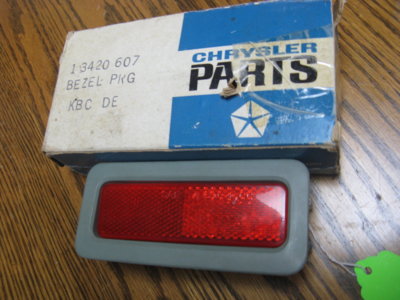 1 3420 607
BEZEL PKG
KBC DE
CHRYSLER
PARTS